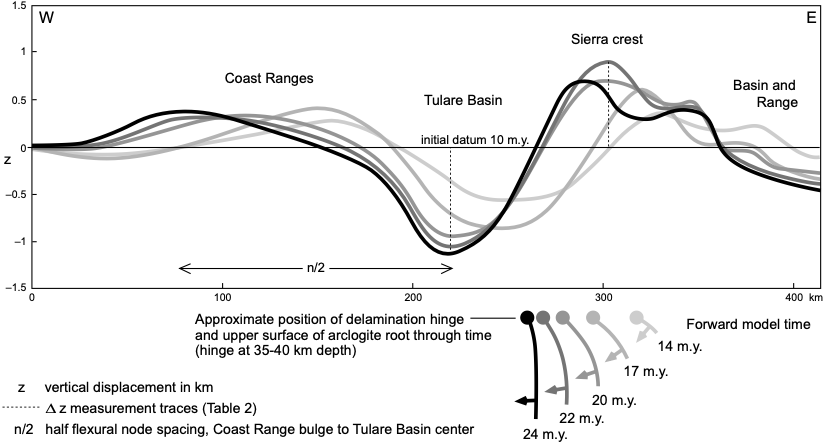 W
E
1.5
1
0.5
0
−0.5
−1
−1.5
z
Coast Ranges
Tulare Basin
initial datum 10 m.y.
Sierra crest
Basin and
Range
n/2
0
100
200
300
400
km
Approximate position of delamination hinge
and upper surface of arclogite root through time
(hinge at 35-40 km depth)
Forward model time
14 m.y.
17 m.y.
20 m.y.
22 m.y.
24 m.y.
z vertical displacement in km
Δ z measurement traces (Table 2)
n/2 half flexural node spacing, Coast Range bulge to Tulare Basin center